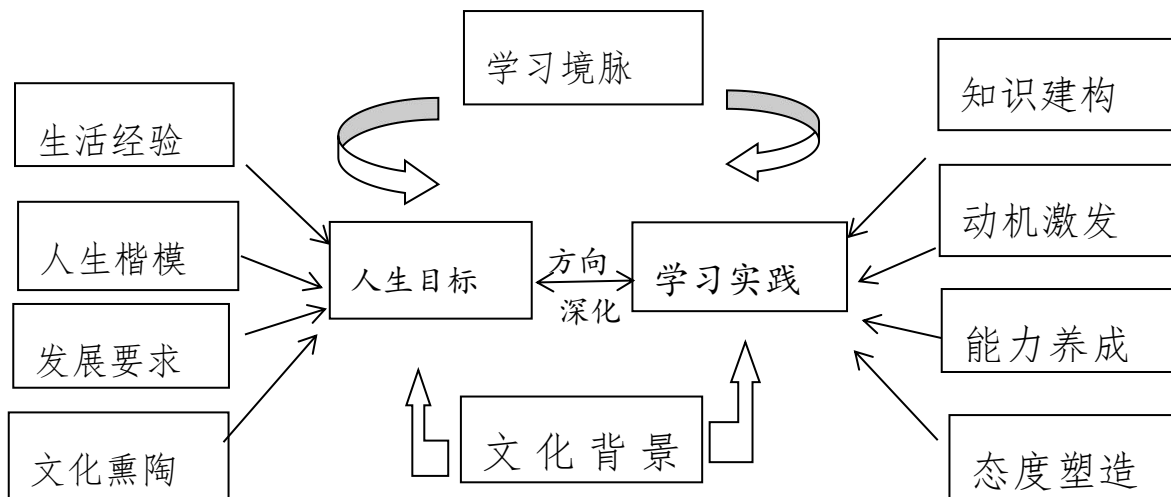 学习境脉
知识建构
生活经验
动机激发
人生楷模
人生目标
方向
深化
学习实践
发展要求
能力养成
文化熏陶
文化背景
态度塑造